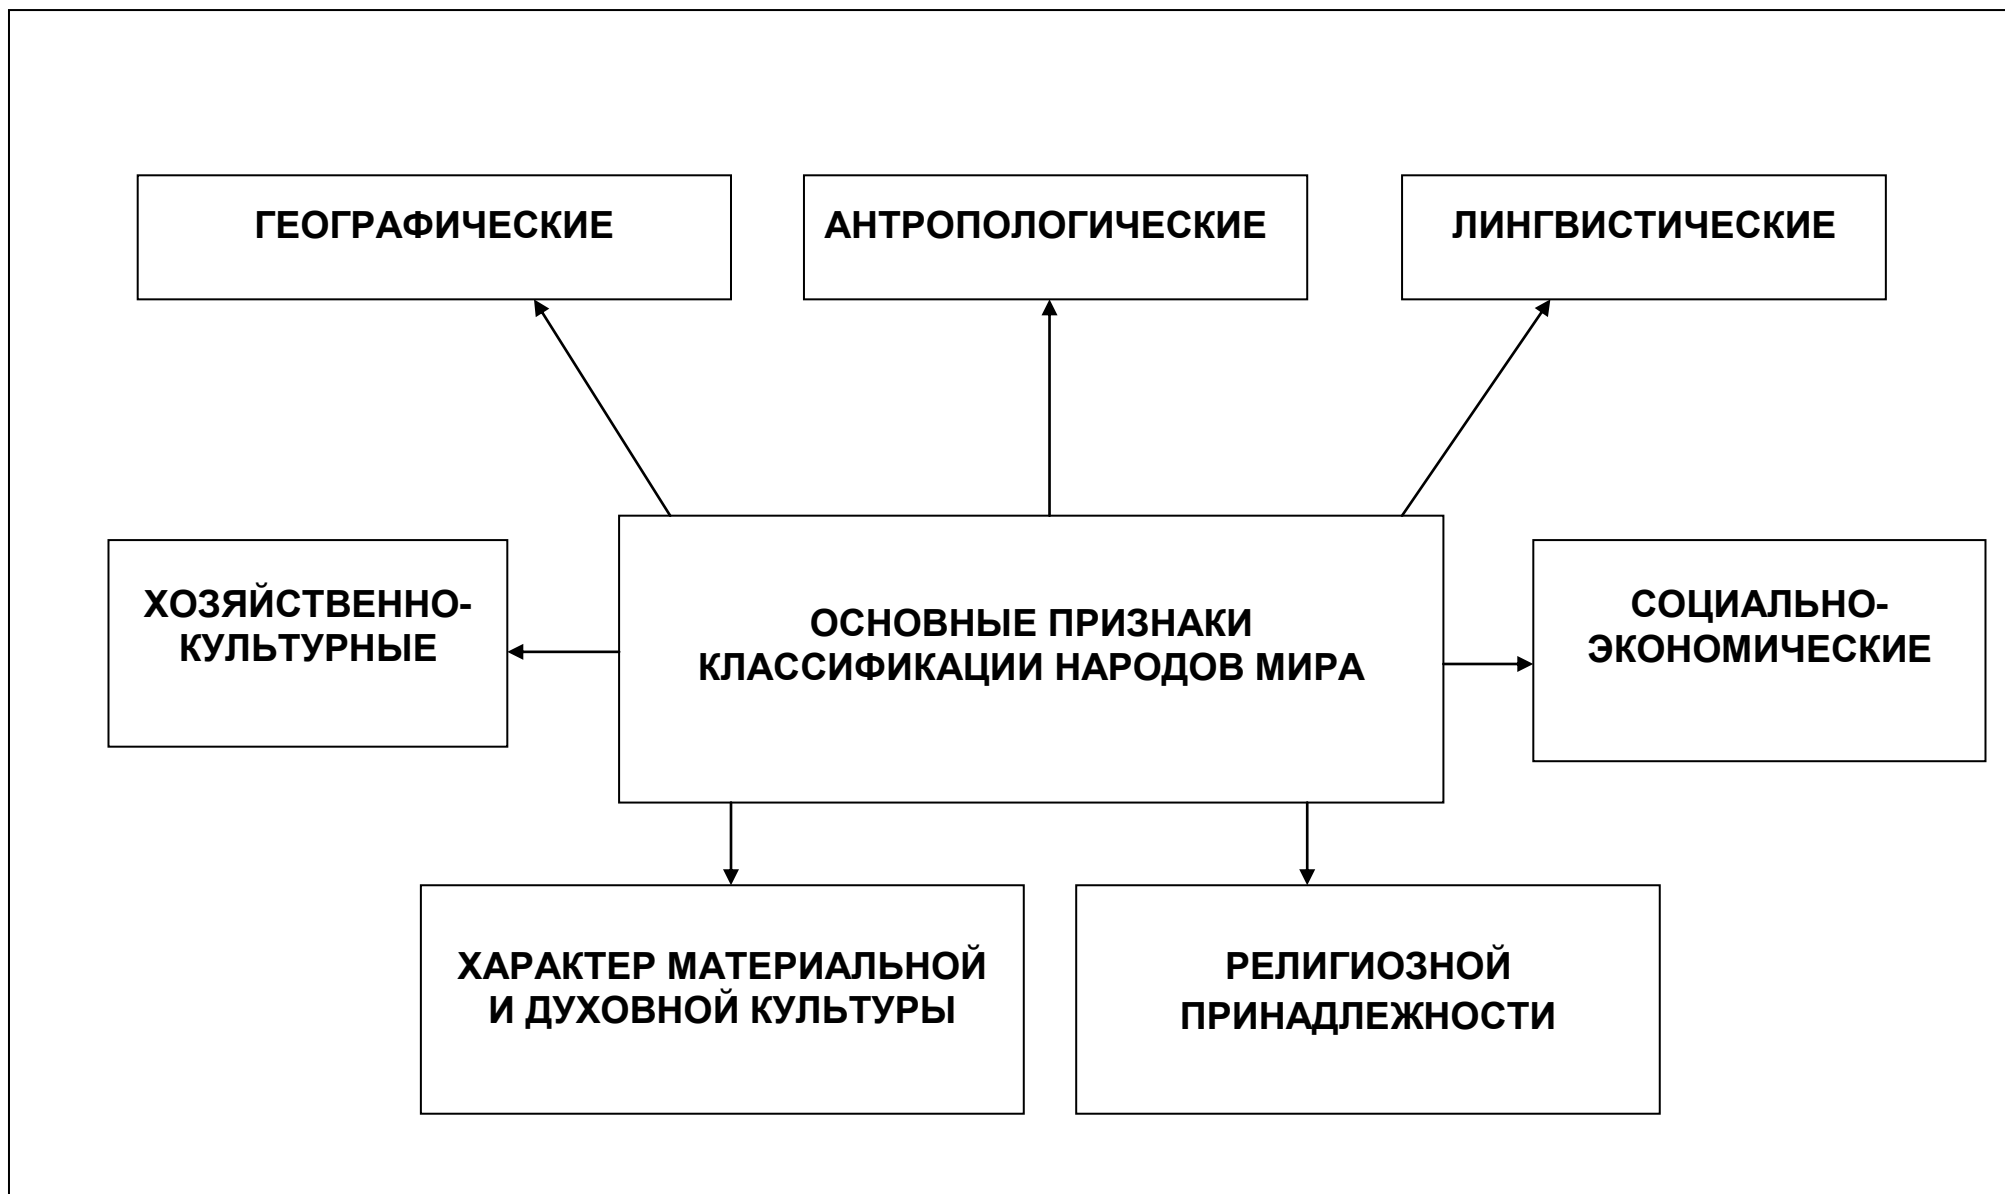 ГЕОГРАФИЧЕСКИЕ
АНТРОПОЛОГИЧЕСКИЕ
ЛИНГВИСТИЧЕСКИЕ
ХОЗЯЙСТВЕННО-
КУЛЬТУРНЫЕ
ОСНОВНЫЕ ПРИЗНАКИ
КЛАССИФИКАЦИИ НАРОДОВ МИРА
СОЦИАЛЬНО-
ЭКОНОМИЧЕСКИЕ
ХАРАКТЕР МАТЕРИАЛЬНОЙ
И ДУХОВНОЙ КУЛЬТУРЫ
РЕЛИГИОЗНОЙ
ПРИНАДЛЕЖНОСТИ